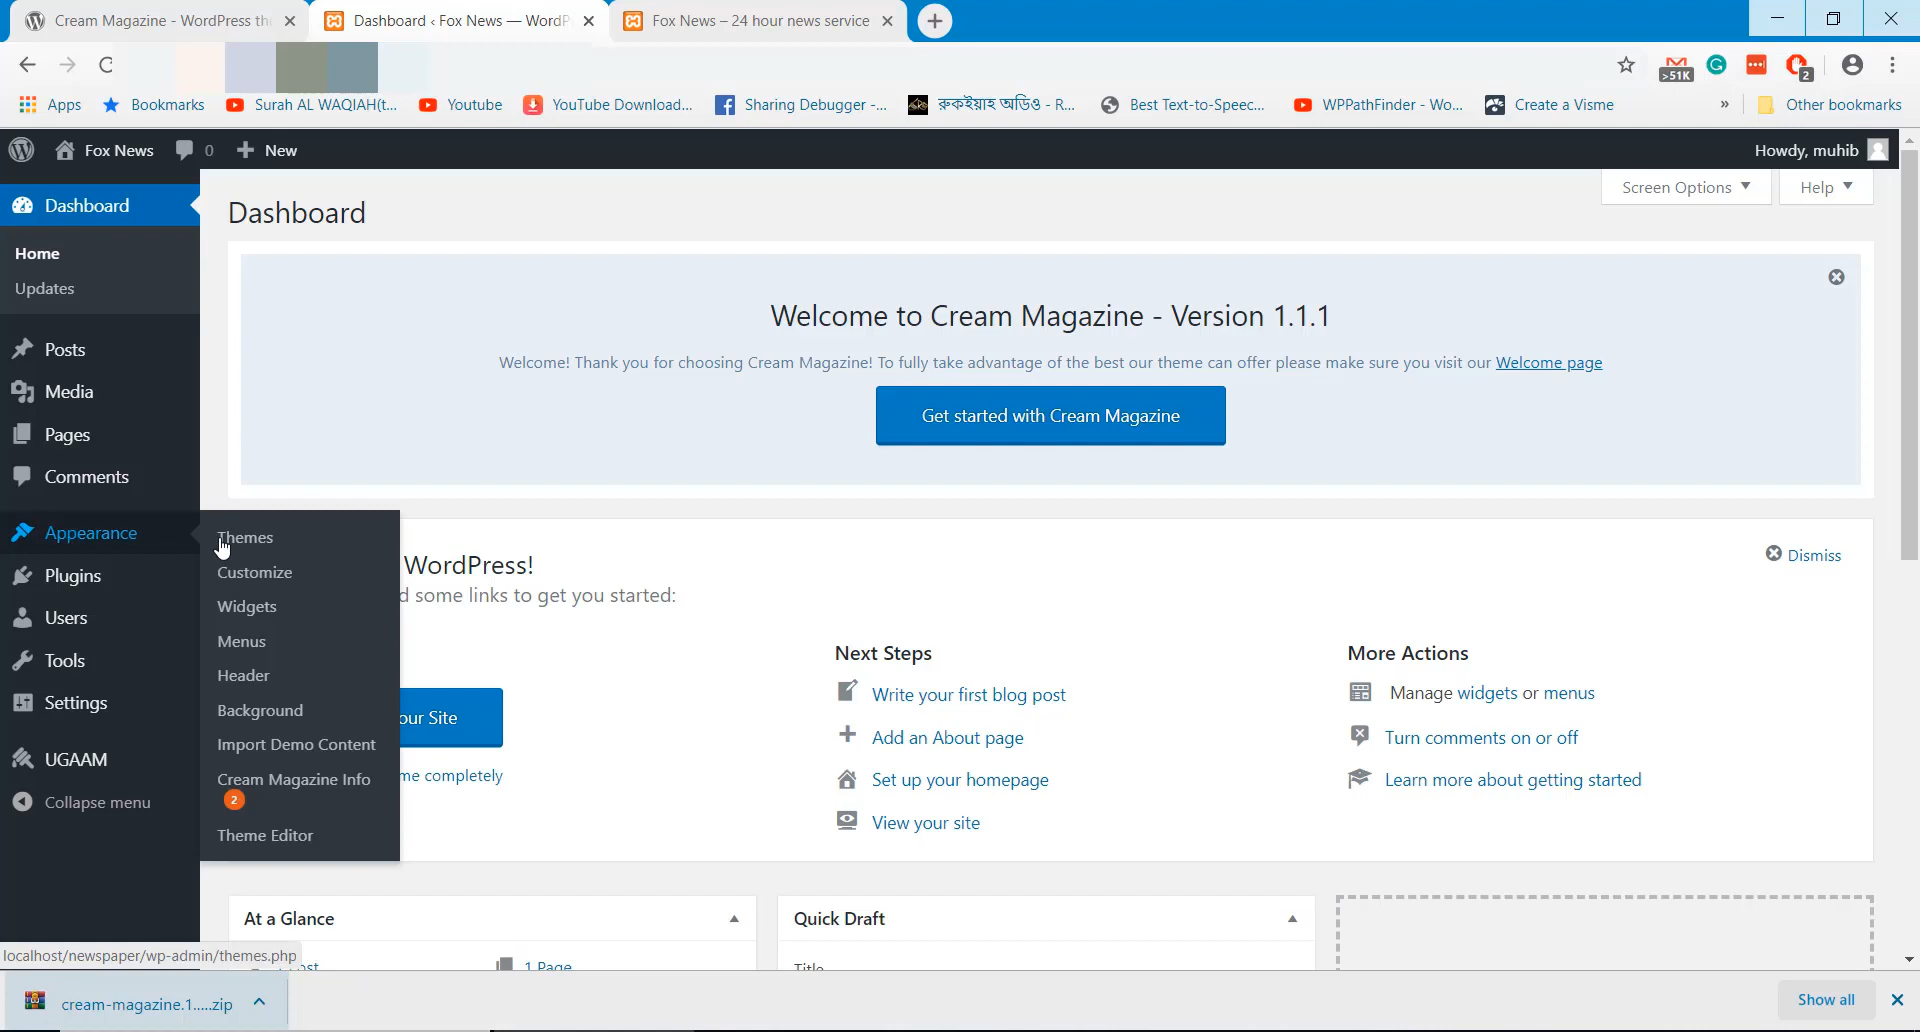 Cream Magazine - WordPress th
Dashboard ‹ Fox News — WordP
Fox News – 24 hour news service
>51K
2
Apps
Bookmarks
Surah AL WAQIAH(t...
Youtube
YouTube Download...
Sharing Debugger -...
রুকইয়াহ অডিও - R...
Best Text-to-Speec...
WPPathFinder - Wo...
Create a Visme
»
Other bookmarks
Fox News
0
New
Howdy, muhib
Screen Options
Help
Dashboard
Home
Updates
Posts
Media
Pages
Comments
Appearance
Plugins
Users
Tools
Settings
UGAAM
Collapse menu
Themes
Customize
Widgets
Menus
Header
Background
Import Demo Content
Cream Magazine Info
2
Theme Editor
Dashboard
Welcome to Cream Magazine - Version 1.1.1
Welcome! Thank you for choosing Cream Magazine! To fully take advantage of the best our theme can offer please make sure you visit our Welcome page
Get started with Cream Magazine
WordPress!
some links to get you started:
Dismiss
our Site
me completely
Next Steps
Write your first blog post
Add an About page
Set up your homepage
View your site
More Actions
Manage widgets or menus
Turn comments on or off
Learn more about getting started
At a Glance
1 Page
Quick Draft
Title
localhost/newspaper/wp-admin/themes.php
cream-magazine.1.....zip
Show all